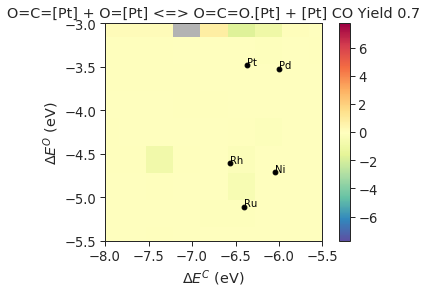 O=C=[Pt] + O=[Pt] <=> O=C=O.[Pt] + [Pt] CO Yield 0.7
−3.0
−3.5
−4.0
−4.5
−5.0
−5.5
ΔE^O (eV)
Pt
Pd
Rh
Ni
Ru
−8.0 −7.5 −7.0 −6.5 −6.0 −5.5
ΔE^C (eV)
6
4
2
0
−2
−4
−6